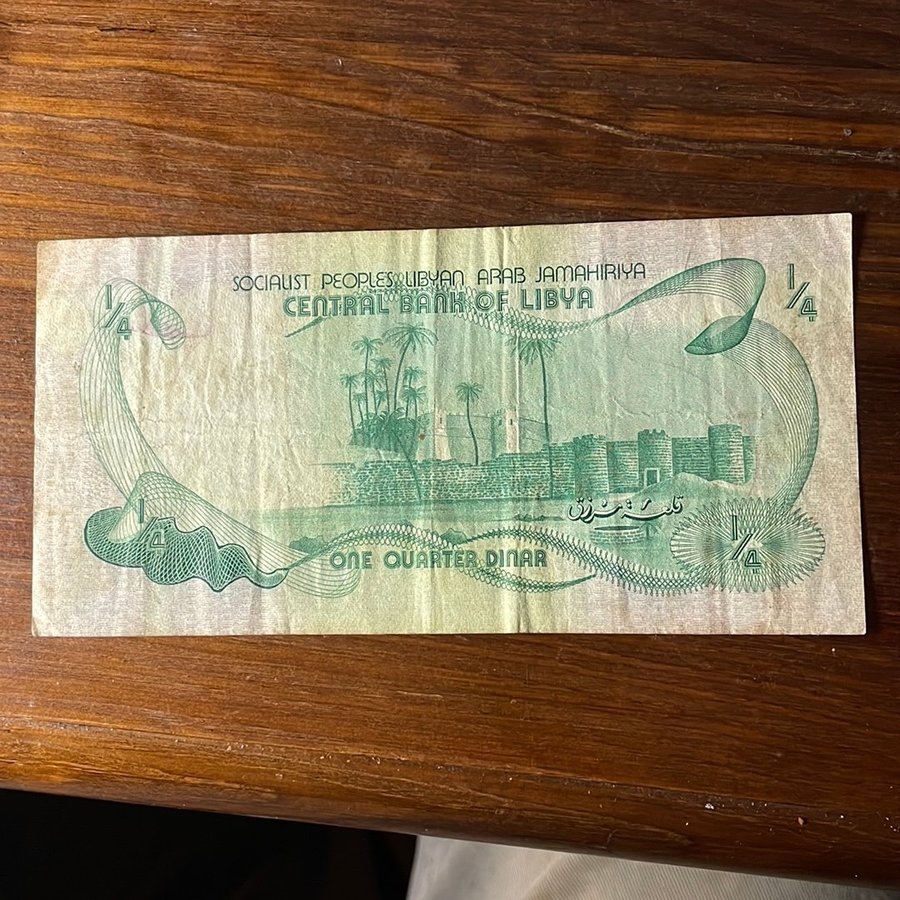 SOCIALIST PEOPLES LIBYAN ARAB JAMAHIRIYA
CENTRAL BANK OF LIBYA
1/4
1/4
قلعة مرزق
1/4
1/4
ONE QUARTER DINAR